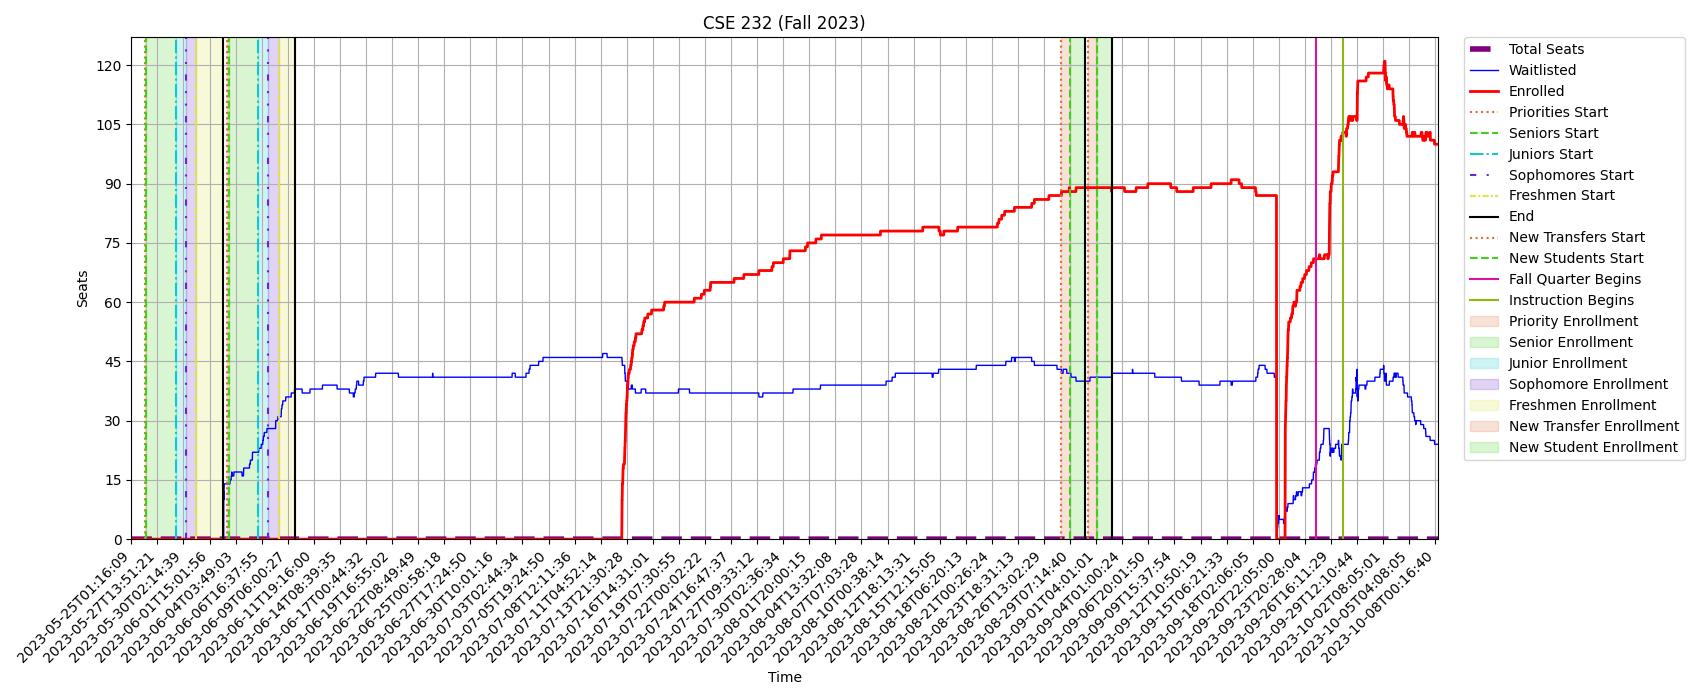 CSE 232 (Fall 2023)
Seats
120
105
90
75
60
45
30
15
0
2023-05-25T01:16:09
2023-05-27T13:51:21
2023-05-30T02:14:39
2023-06-01T15:01:56
2023-06-04T03:49:03
2023-06-06T16:37:55
2023-06-09T06:00:27
2023-06-11T19:16:00
2023-06-14T08:39:35
2023-06-17T00:44:32
2023-06-19T16:55:02
2023-06-22T08:49:49
2023-06-25T00:58:18
2023-06-27T17:24:50
2023-06-30T10:01:16
2023-07-03T02:44:34
2023-07-05T19:24:50
2023-07-08T12:11:36
2023-07-11T04:52:14
2023-07-13T21:30:28
2023-07-16T14:31:01
2023-07-19T07:30:55
2023-07-22T00:02:22
2023-07-24T16:47:37
2023-07-27T09:33:12
2023-07-30T02:36:34
2023-08-01T20:00:15
2023-08-04T13:32:08
2023-08-07T07:03:28
2023-08-10T00:38:14
2023-08-12T18:13:31
2023-08-15T12:15:05
2023-08-18T06:20:13
2023-08-21T00:26:24
2023-08-23T18:31:13
2023-08-26T13:02:29
2023-08-29T07:14:40
2023-09-01T04:01:01
2023-09-04T01:00:24
2023-09-06T20:01:50
2023-09-09T15:37:54
2023-09-12T10:50:19
2023-09-15T06:21:33
2023-09-18T02:06:05
2023-09-20T22:05:00
2023-09-23T20:28:04
2023-09-26T16:11:29
2023-09-29T12:10:44
2023-10-02T08:05:01
2023-10-05T04:08:05
2023-10-08T00:16:40
Time
Total Seats
Waitlisted
Enrolled
Priorities Start
Seniors Start
Juniors Start
Sophomores Start
Freshmen Start
End
New Transfers Start
New Students Start
Fall Quarter Begins
Instruction Begins
Priority Enrollment
Senior Enrollment
Junior Enrollment
Sophomore Enrollment
Freshmen Enrollment
New Transfer Enrollment
New Student Enrollment